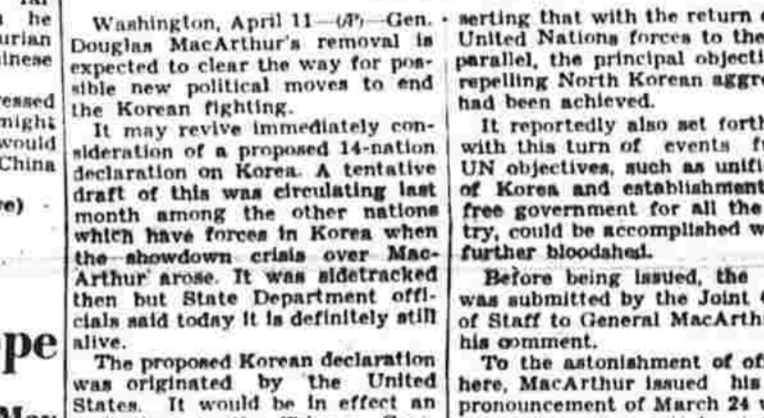 he
urian
inese
ressed
might
would
China
re) -
pe
May
Washington, April 11—(AP)—Gen.
Douglas MacArthur's removal is
expected to clear the way for pos-
sible new political moves to end
the Korean fighting.
It may revive immediately con-
sideration of a proposed 14-nation
declaration on Korea. A tentative
draft of this was circulating last
month among the other nations
which have forces in Korea when
the showdown crisis over Mac-
Arthur arose. It was sidetracked
then but State Department offi-
cials said today it is definitely still
alive.
The proposed Korean declaration
was originated by the United
States. It would be in effect an
serting that with the return
United Nations forces to the
parallel, the principal objecti
repelling North Korean aggre
had been achieved.
It reportedly also set forth
with this turn of events f
UN objectives, such as unifi
of Korea and establishment
free government for all the
try, could be accomplished w
further bloodshed.
Before being issued, the
was submitted by the Joint
of Staff to General MacArth
his comment.
To the astonishment of of
here, MacArthur issued his
pronouncement of March 24 w